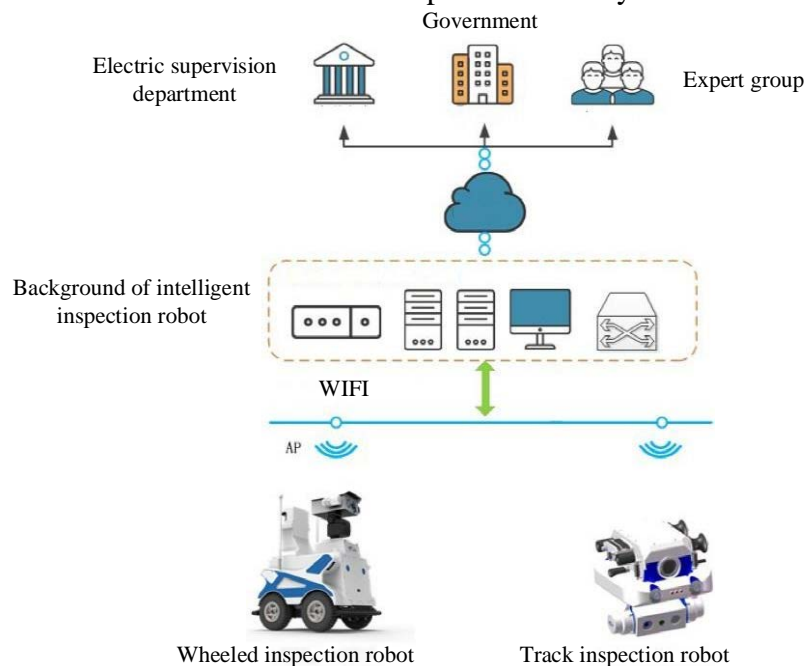 Government
Electric supervision
department
Expert group
Background of intelligent
inspection robot
WIFI
AP
Wheeled inspection robot
Track inspection robot